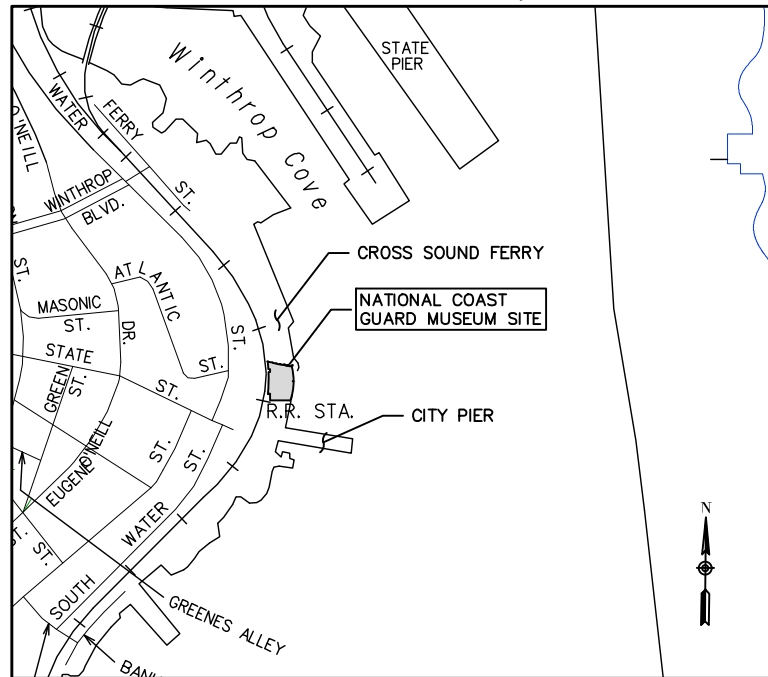 STATE
PIER
Winthrop Cove
WATER
FERRY
ST.
O'NEILL
WINTHROP
BLVD.
ST.
ATLANTIC
ST.
MASONIC
ST.
DR.
ST.
STATE
ST.
GREEN
ST.
CROSS SOUND FERRY
NATIONAL COAST
GUARD MUSEUM SITE
R.R. STA.
CITY PIER
EUGENE
O'NEILL
ST.
ST.
WATER
SOUTH
ST.
ST.
GREENES ALLEY
N